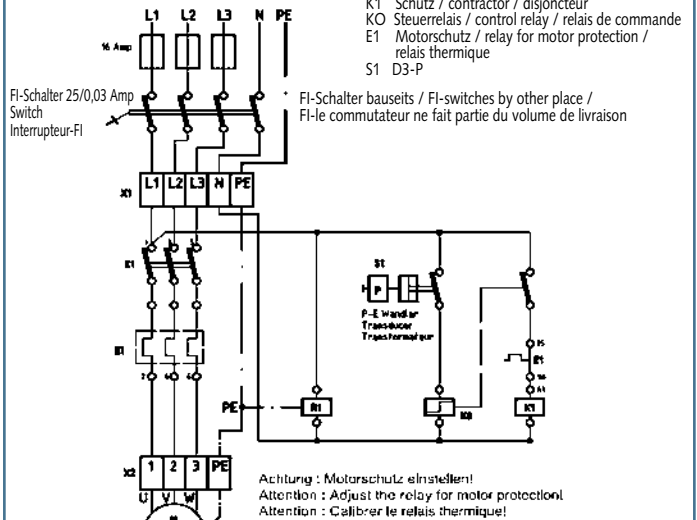 K1 Schutz / contractor / disjoncteur
KO Steuerrelais / control relay / relais de commande
E1 Motorschutz / relay for motor protection /
relais thermique
S1 D3-P
L1 L2 L3 N PE
16 Amp
FI-Schalter 25/0,03 Amp
Switch
Interrupteur-FI
FI-Schalter bauseits / FI-switches by other place /
FI-le commutateur ne fait partie du volume de livraison
X1 L1 L2 L3 N PE
K1
S1
P
P-E Wandler
Transducer
Transformateur
E1
E1
PE
K0
K1
X2 1 2 3 PE
U V W
Achtung : Motorschutz einstellen!
Attention : Adjust the relay for motor protection!
Attention : Calibrer le relais thermique!